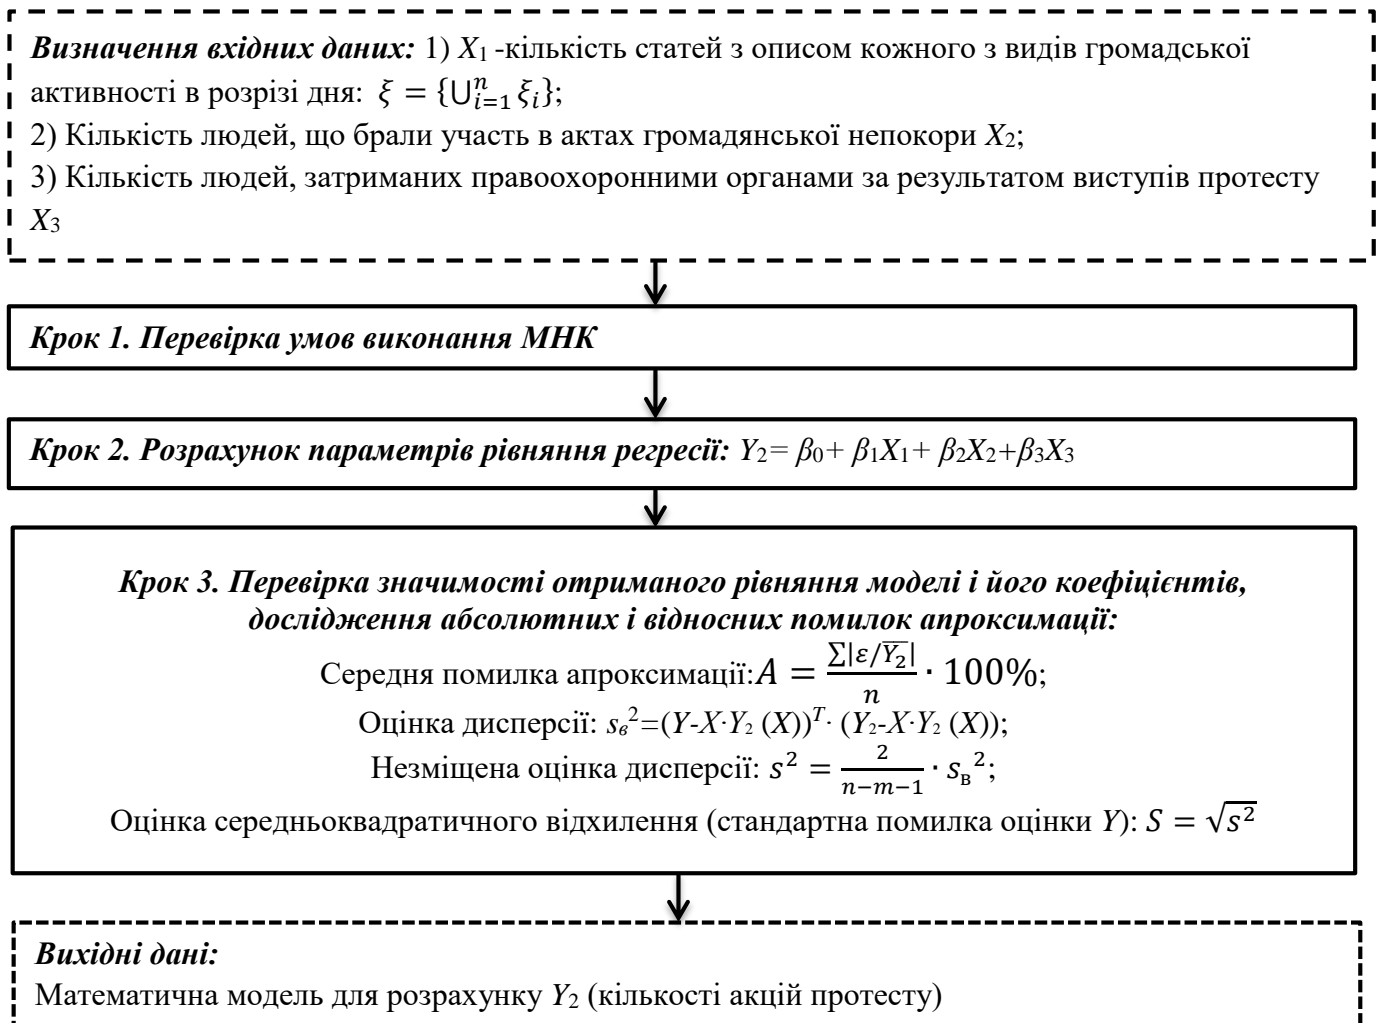 Визначення вхідних даних: 1) X₁ -кількість статей з описом кожного з видів громадської
активності в розрізі дня: ξ = {⋃ⁿᵢ₌₁ ξᵢ};
2) Кількість людей, що брали участь в актах громадянської непокори X₂;
3) Кількість людей, затриманих правоохоронними органами за результатом виступів протесту
X₃
Крок 1. Перевірка умов виконання МНК
Крок 2. Розрахунок параметрів рівняння регресії: Y₂= β₀+ β₁X₁+ β₂X₂+β₃X₃
Крок 3. Перевірка значимості отриманого рівняння моделі і його коефіцієнтів,
дослідження абсолютних і відносних помилок апроксимації:
Середня помилка апроксимації: A = ∑|ε/Y̅₂|/n · 100%;
Оцінка дисперсії: sв²=(Y-X·Y₂ (X))ᵀ· (Y₂-X·Y₂ (X));
Незміщена оцінка дисперсії: s² = 2/(n−m−1) · sв²;
Оцінка середньоквадратичного відхилення (стандартна помилка оцінки Y): S = √s²
Вихідні дані:
Математична модель для розрахунку Y₂ (кількості акцій протесту)